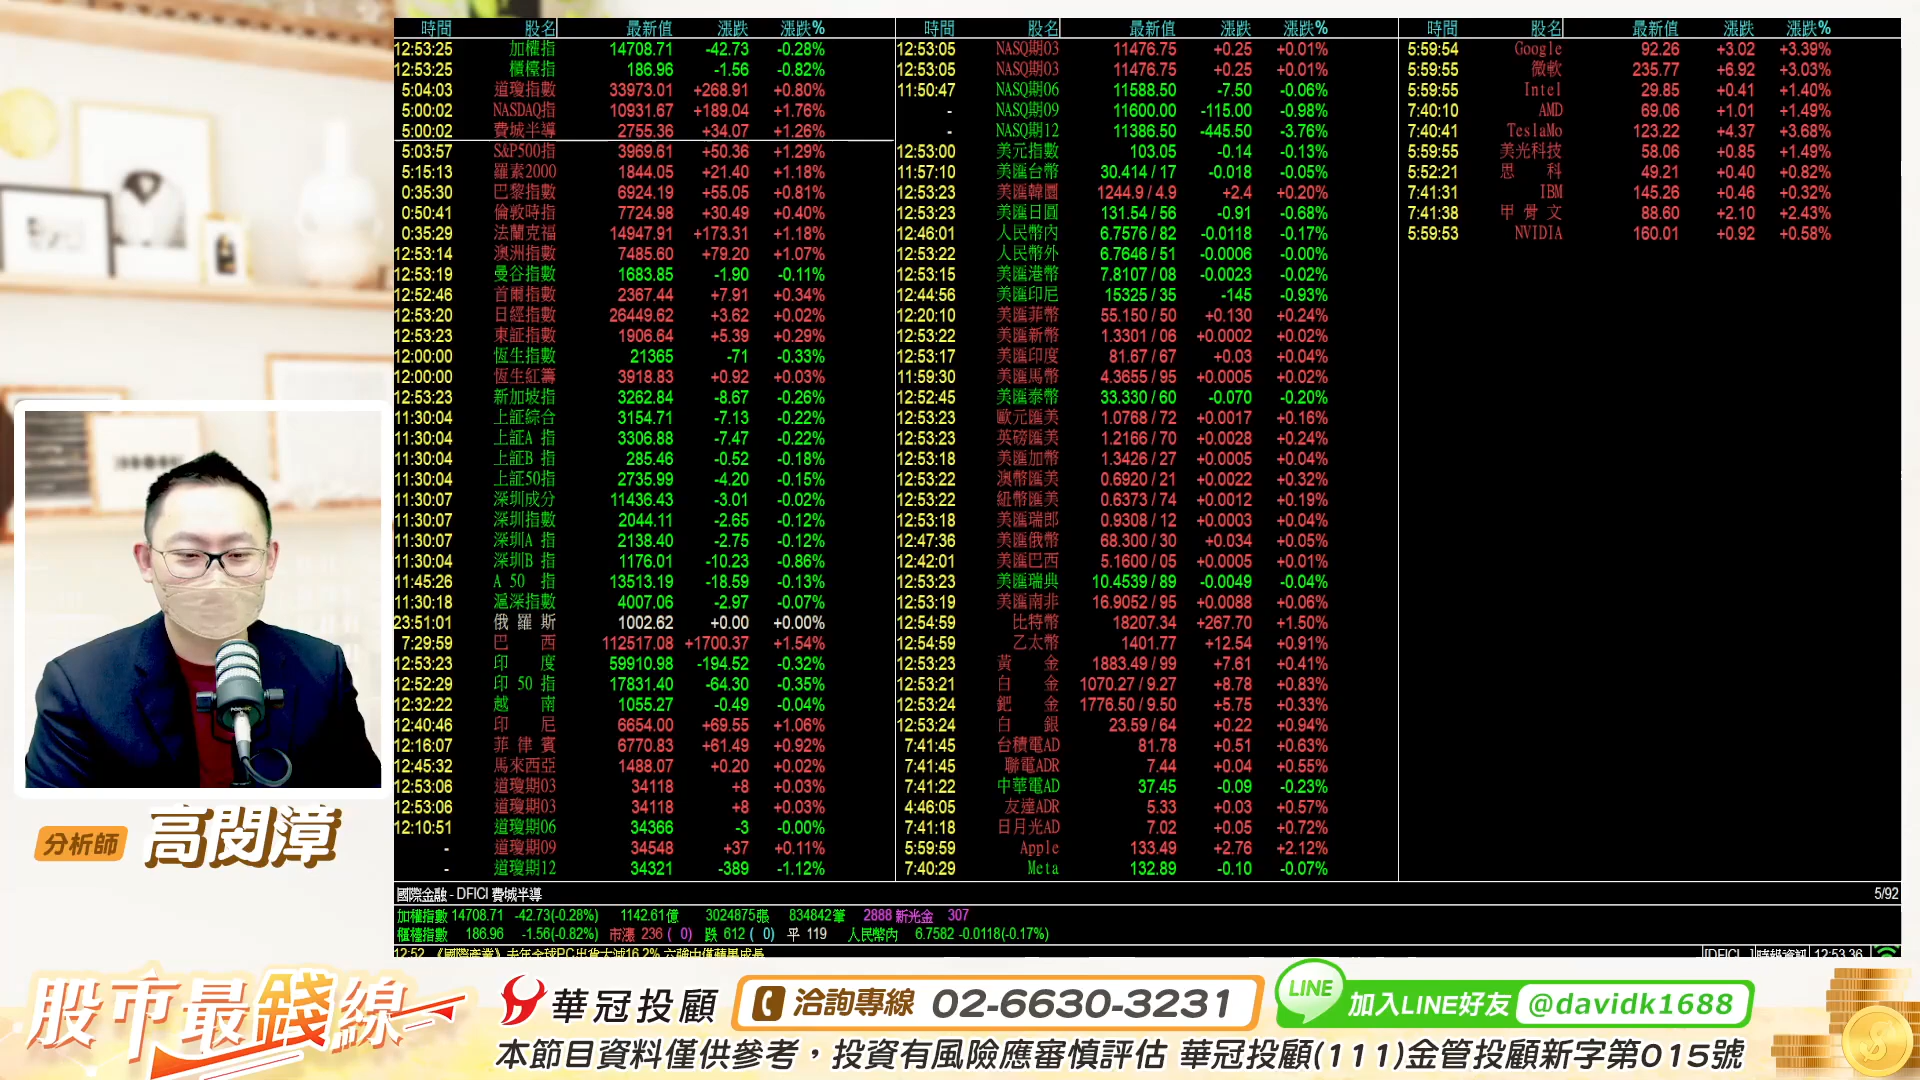 時間 股名 最新值 漲跌 漲跌%
12:53:25 加權指 14708.71 -42.73 -0.28%
12:53:25 櫃檯指 186.96 -1.56 -0.82%
5:04:03 道瓊指數 33973.01 +268.91 +0.80%
5:00:02 NASDAQ指 10931.67 +189.04 +1.76%
5:00:02 費城半導 2755.36 +34.07 +1.26%
5:03:57 S&P500指 3969.61 +50.36 +1.29%
5:15:13 羅素2000 1844.05 +21.40 +1.18%
0:35:30 巴黎指數 6924.19 +55.05 +0.81%
0:50:41 倫敦時指 7724.98 +30.49 +0.40%
0:35:29 法蘭克福 14947.91 +173.31 +1.18%
12:53:14 澳洲指數 7485.60 +79.20 +1.07%
12:53:19 曼谷指數 1683.85 -1.90 -0.11%
12:52:46 首爾指數 2367.44 +7.91 +0.34%
12:53:20 日經指數 26449.62 +3.62 +0.02%
12:53:23 東証指數 1906.64 +5.39 +0.29%
12:00:00 恆生指數 21365 -71 -0.33%
12:00:00 恆生紅籌 3918.83 +0.92 +0.03%
12:53:23 新加坡指 3262.84 -8.67 -0.26%
11:30:04 上証綜合 3154.71 -7.13 -0.22%
11:30:04 上証A 指 3306.88 -7.47 -0.22%
11:30:04 上証B 指 285.46 -0.52 -0.18%
11:30:04 上証50指 2735.99 -4.20 -0.15%
11:30:07 深圳成分 11436.43 -3.01 -0.02%
11:30:07 深圳指數 2044.11 -2.65 -0.12%
11:30:07 深圳A 指 2138.40 -2.75 -0.12%
11:30:04 深圳B 指 1176.01 -10.23 -0.86%
11:45:26 A 50 指 13513.19 -18.59 -0.13%
11:30:18 滬深指數 4007.06 -2.97 -0.07%
23:51:01 俄羅斯 1002.62 +0.00 +0.00%
7:29:59 巴西 112517.08 +1700.37 +1.54%
12:53:23 印度 59910.98 -194.52 -0.32%
12:52:29 印 50 指 17831.40 -64.30 -0.35%
12:32:22 越南 1055.27 -0.49 -0.04%
12:40:46 印尼 6654.00 +69.55 +1.06%
12:16:07 菲律賓 6770.83 +61.49 +0.92%
12:45:32 馬來西亞 1488.07 +0.20 +0.02%
12:53:06 道瓊期03 34118 +8 +0.03%
12:53:06 道瓊期03 34118 +8 +0.03%
12:10:51 道瓊期06 34366 -3 -0.00%
- 道瓊期09 34548 +37 +0.11%
- 道瓊期12 34321 -389 -1.12%
時間 股名 最新值 漲跌 漲跌%
12:53:05 NASQ期03 11476.75 +0.25 +0.01%
12:53:05 NASQ期03 11476.75 +0.25 +0.01%
11:50:47 NASQ期06 11588.50 -7.50 -0.06%
- NASQ期09 11600.00 -115.00 -0.98%
- NASQ期12 11386.50 -445.50 -3.76%
12:53:00 美元指數 103.05 -0.14 -0.13%
11:57:10 美匯台幣 30.414 / 17 -0.018 -0.05%
12:53:23 美匯韓圜 1244.9 / 4.9 +2.4 +0.20%
12:53:23 美匯日圓 131.54 / 56 -0.91 -0.68%
12:46:01 人民幣內 6.7576 / 82 -0.0118 -0.17%
12:53:22 人民幣外 6.7646 / 51 -0.0006 -0.00%
12:53:15 美匯港幣 7.8107 / 08 -0.0023 -0.02%
12:44:56 美匯印尼 15325 / 35 -145 -0.93%
12:20:10 美匯菲幣 55.150 / 50 +0.130 +0.24%
12:53:22 美匯新幣 1.3301 / 06 +0.0002 +0.02%
12:53:17 美匯印度 81.67 / 67 +0.03 +0.04%
11:59:30 美匯馬幣 4.3655 / 95 +0.0005 +0.02%
12:52:45 美匯泰幣 33.330 / 60 -0.070 -0.20%
12:53:23 歐元匯美 1.0768 / 72 +0.0017 +0.16%
12:53:23 英磅匯美 1.2166 / 70 +0.0028 +0.24%
12:53:18 美匯加幣 1.3426 / 27 +0.0005 +0.04%
12:53:22 澳幣匯美 0.6920 / 21 +0.0022 +0.32%
12:53:22 紐幣匯美 0.6373 / 74 +0.0012 +0.19%
12:53:18 美匯瑞郎 0.9308 / 12 +0.0003 +0.04%
12:47:36 美匯俄幣 68.300 / 30 +0.034 +0.05%
12:42:01 美匯巴西 5.1600 / 05 +0.0005 +0.01%
12:53:23 美匯瑞典 10.4539 / 89 -0.0049 -0.04%
12:53:19 美匯南非 16.9052 / 95 +0.0088 +0.06%
12:54:59 比特幣 18207.34 +267.70 +1.50%
12:54:59 乙太幣 1401.77 +12.54 +0.91%
12:53:23 黃金 1883.49 / 99 +7.61 +0.41%
12:53:21 白金 1070.27 / 9.27 +8.78 +0.83%
12:53:24 鈀金 1776.50 / 9.50 +5.75 +0.33%
12:53:24 白銀 23.59 / 64 +0.22 +0.94%
7:41:45 台積電AD 81.78 +0.51 +0.63%
7:41:45 聯電ADR 7.44 +0.04 +0.55%
7:41:22 中華電AD 37.45 -0.09 -0.23%
4:46:05 友達ADR 5.33 +0.03 +0.57%
7:41:18 日月光AD 7.02 +0.05 +0.72%
5:59:59 Apple 133.49 +2.76 +2.12%
7:40:29 Meta 132.89 -0.10 -0.07%
時間 股名 最新值 漲跌 漲跌%
5:59:54 Google 92.26 +3.02 +3.39%
5:59:55 微軟 235.77 +6.92 +3.03%
5:59:55 Intel 29.85 +0.41 +1.40%
7:40:10 AMD 69.06 +1.01 +1.49%
7:40:41 TeslaMo 123.22 +4.37 +3.68%
5:59:55 美光科技 58.06 +0.85 +1.49%
5:52:21 思科 49.21 +0.40 +0.82%
7:41:31 IBM 145.26 +0.46 +0.32%
7:41:38 甲骨文 88.60 +2.10 +2.43%
5:59:53 NVIDIA 160.01 +0.92 +0.58%
國際金融 - DFICI 費城半導 5/92
加權指數 14708.71 -42.73(-0.28%) 1142.61億 3024875張 834842筆 2888 新光金 307
櫃檯指數 186.96 -1.56(-0.82%) 市漲 236 ( 0) 跌 612 ( 0) 平 119 人民幣內 6.7582 -0.0118(-0.17%)
12:52 《國際產業》去年全球PC出貨大減16.2% 六強中僅蘋果成長 [DFICI ] 時報資訊 12:53:36
分析師 高閔漳
股市最錢線
華冠投顧 洽詢專線 02-6630-3231
LINE 加入LINE好友 @davidk1688
本節目資料僅供參考，投資有風險應審慎評估 華冠投顧(111)金管投顧新字第015號